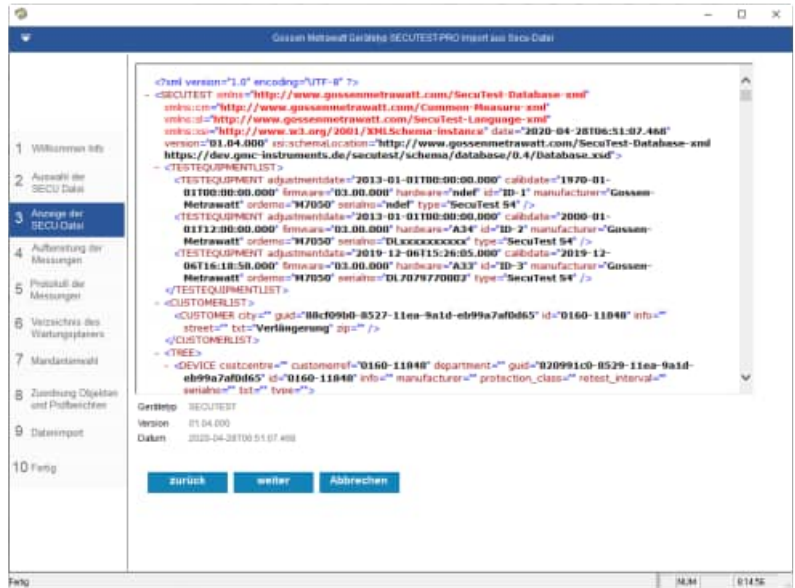 Gossen Metrawatt Gerätetyp SECUTEST-PRO Import aus Secu-Datei
<?xml version="1.0" encoding="UTF-8" ?>
- <SECUTEST xmlns="http://www.gossenmetrawatt.com/SecuTest-Database-xml"
xmlns:cm="http://www.gossenmetrawatt.com/Common-Measure-xml"
xmlns:sl="http://www.gossenmetrawatt.com/SecuTest-Language-xml"
xmlns:xsi="http://www.w3.org/2001/XMLSchema-instance" date="2020-04-28T06:51:07.468"
version="01.04.000" xsi:schemaLocation="http://www.gossenmetrawatt.com/SecuTest-Database-xml
https://dev.gmc-instruments.de/secutest/schema/database/0.4/Database.xsd">
- <TESTEQUIPMENTLIST>
<TESTEQUIPMENT adjustmentdate="2013-01-01T00:00:00.000" calibdate="1970-01-
01T00:00:00.000" firmware="03.00.000" hardware="ndef" id="ID-1" manufacturer="Gossen-
Metrawatt" orderno="M7050" serialno="ndef" type="SecuTest S4" />
<TESTEQUIPMENT adjustmentdate="2013-01-01T00:00:00.000" calibdate="2000-01-
01T12:00:00.000" firmware="03.00.000" hardware="A34" id="ID-2" manufacturer="Gossen-
Metrawatt" orderno="M7050" serialno="DLxxxxxxxxxx" type="SecuTest S4" />
<TESTEQUIPMENT adjustmentdate="2019-12-06T15:26:05.000" calibdate="2019-12-
06T16:18:58.000" firmware="03.00.000" hardware="A33" id="ID-3" manufacturer="Gossen-
Metrawatt" orderno="M7050" serialno="DL7079770002" type="SecuTest S4" />
</TESTEQUIPMENTLIST>
- <CUSTOMERLIST>
<CUSTOMER city="" guid="88cf09b0-8527-11ea-9a1d-eb99a7af0d65" id="0160-11848" info=""
street="" txt="Verlängerung" zip="" />
</CUSTOMERLIST>
- <TREE>
- <DEVICE costcentre="" customerref="0160-11848" department="" guid="820991c0-8529-11ea-9a1d-
eb99a7af0d65" id="0160-11848" info="" manufacturer="" protection_class="" retest_interval=""
serialno="" txt="" type="">
1 Willkommen Info
2 Auswahl der
SECU Datei
3 Anzeige der
SECU-Datei
4 Aufbereitung der
Messungen
5 Protokoll der
Messungen
6 Verzeichnis des
Wartungsplaners
7 Mandantenwahl
8 Zuordnung Objekten
und Prüfberichten
9 Datenimport
10 Fertig
Gerätetyp SECUTEST
Version 01.04.000
Datum 2020-04-28T06:51:07.468
zurück weiter Abbrechen
Fertig NUM 8:14:56